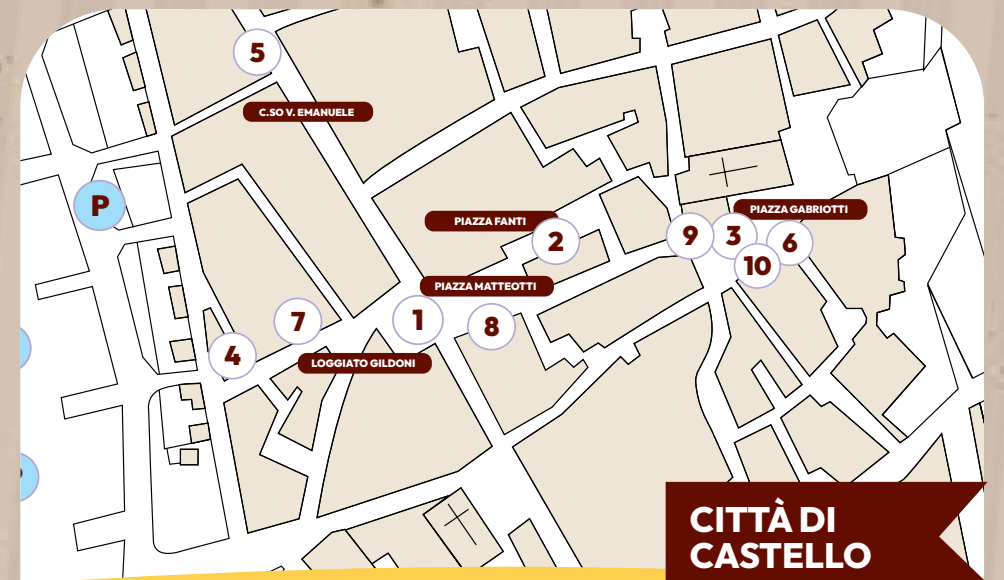 5
C.SO V. EMANUELE
P
PIAZZA FANTI
PIAZZA GABRIOTTI
2
9
3
6
10
PIAZZA MATTEOTTI
7
1
8
4
LOGGIATO GILDONI
CITTÀ DI
CASTELLO